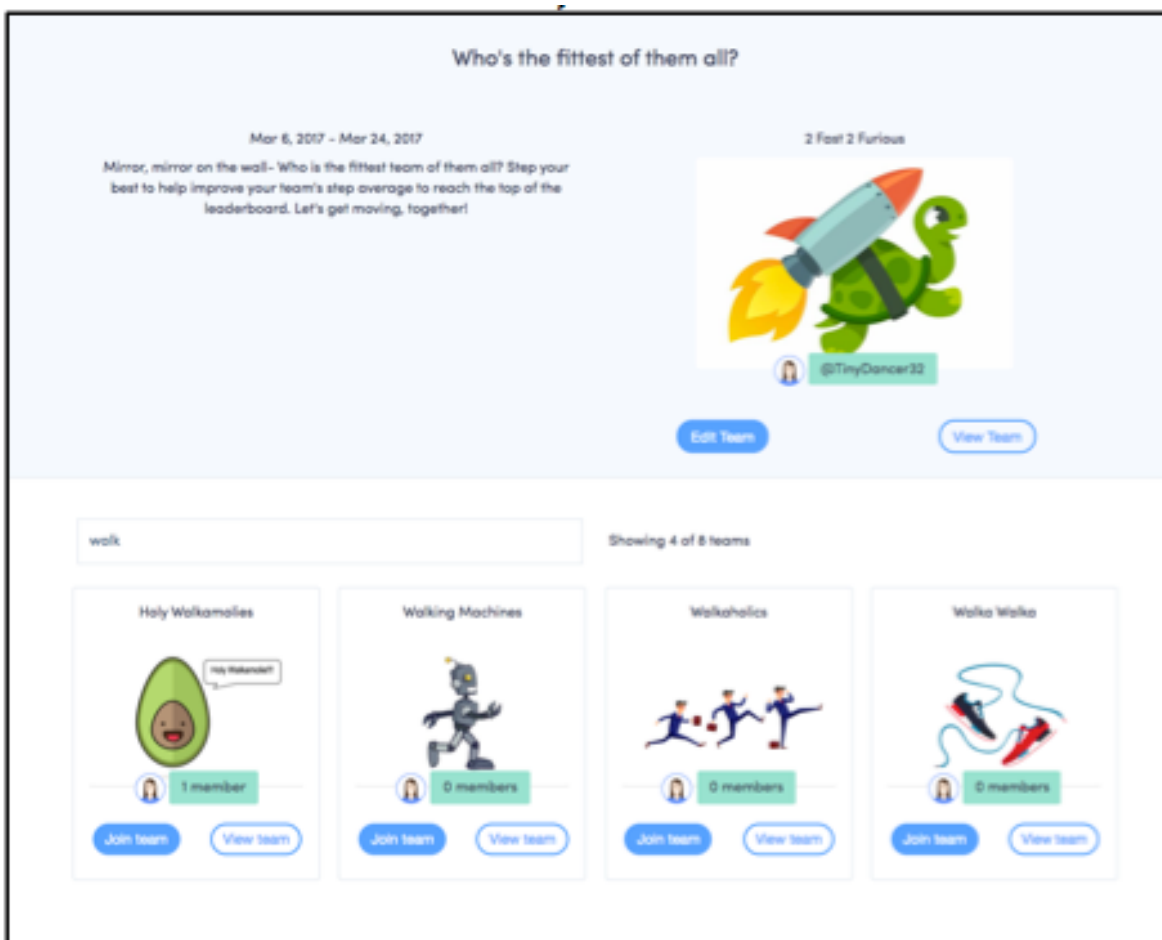 Who's the fittest of them all?
Mar 6, 2017 - Mar 24, 2017
Mirror, mirror on the wall- Who is the fittest team of them all? Step your
best to help improve your team's step average to reach the top of the
leaderboard. Let's get moving, together!
2 Fast 2 Furious
@TinyDancer32
Edit Team
View Team
walk
Showing 4 of 8 teams
Holy Walkamolies
Holy Walkamolie!!!
1 member
Join team
View team
Walking Machines
0 members
Join team
View team
Walkaholics
0 members
Join team
View team
Walka Walka
0 members
Join team
View team